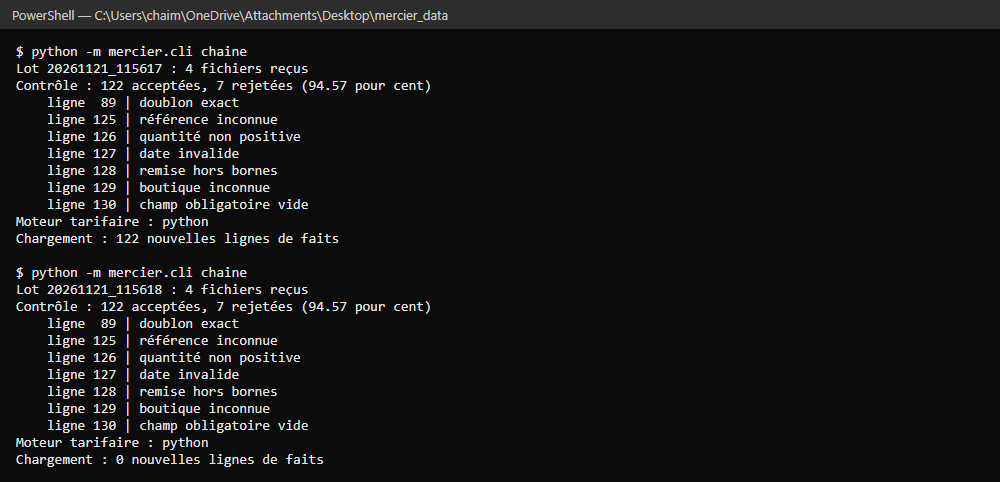 PowerShell — C:\Users\chaim\OneDrive\Attachments\Desktop\mercier_data
$ python -m mercier.cli chaine
Lot 20261121_115617 : 4 fichiers reçus
Contrôle : 122 acceptées, 7 rejetées (94.57 pour cent)
    ligne  89 | doublon exact
    ligne 125 | référence inconnue
    ligne 126 | quantité non positive
    ligne 127 | date invalide
    ligne 128 | remise hors bornes
    ligne 129 | boutique inconnue
    ligne 130 | champ obligatoire vide
Moteur tarifaire : python
Chargement : 122 nouvelles lignes de faits
$ python -m mercier.cli chaine
Lot 20261121_115618 : 4 fichiers reçus
Contrôle : 122 acceptées, 7 rejetées (94.57 pour cent)
    ligne  89 | doublon exact
    ligne 125 | référence inconnue
    ligne 126 | quantité non positive
    ligne 127 | date invalide
    ligne 128 | remise hors bornes
    ligne 129 | boutique inconnue
    ligne 130 | champ obligatoire vide
Moteur tarifaire : python
Chargement : 0 nouvelles lignes de faits